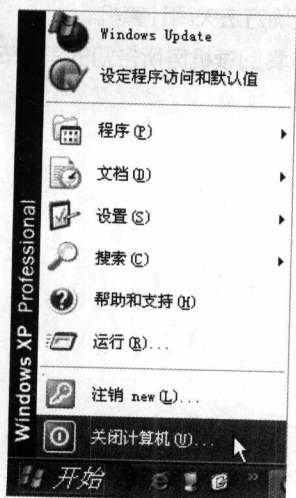 Windows Update
设定程序访问和默认值
程序(P)
文档(D)
设置(S)
搜索(C)
帮助和支持(H)
运行(R)...
注销 new(L)...
关闭计算机(U)...
Windows XP Professional
开始